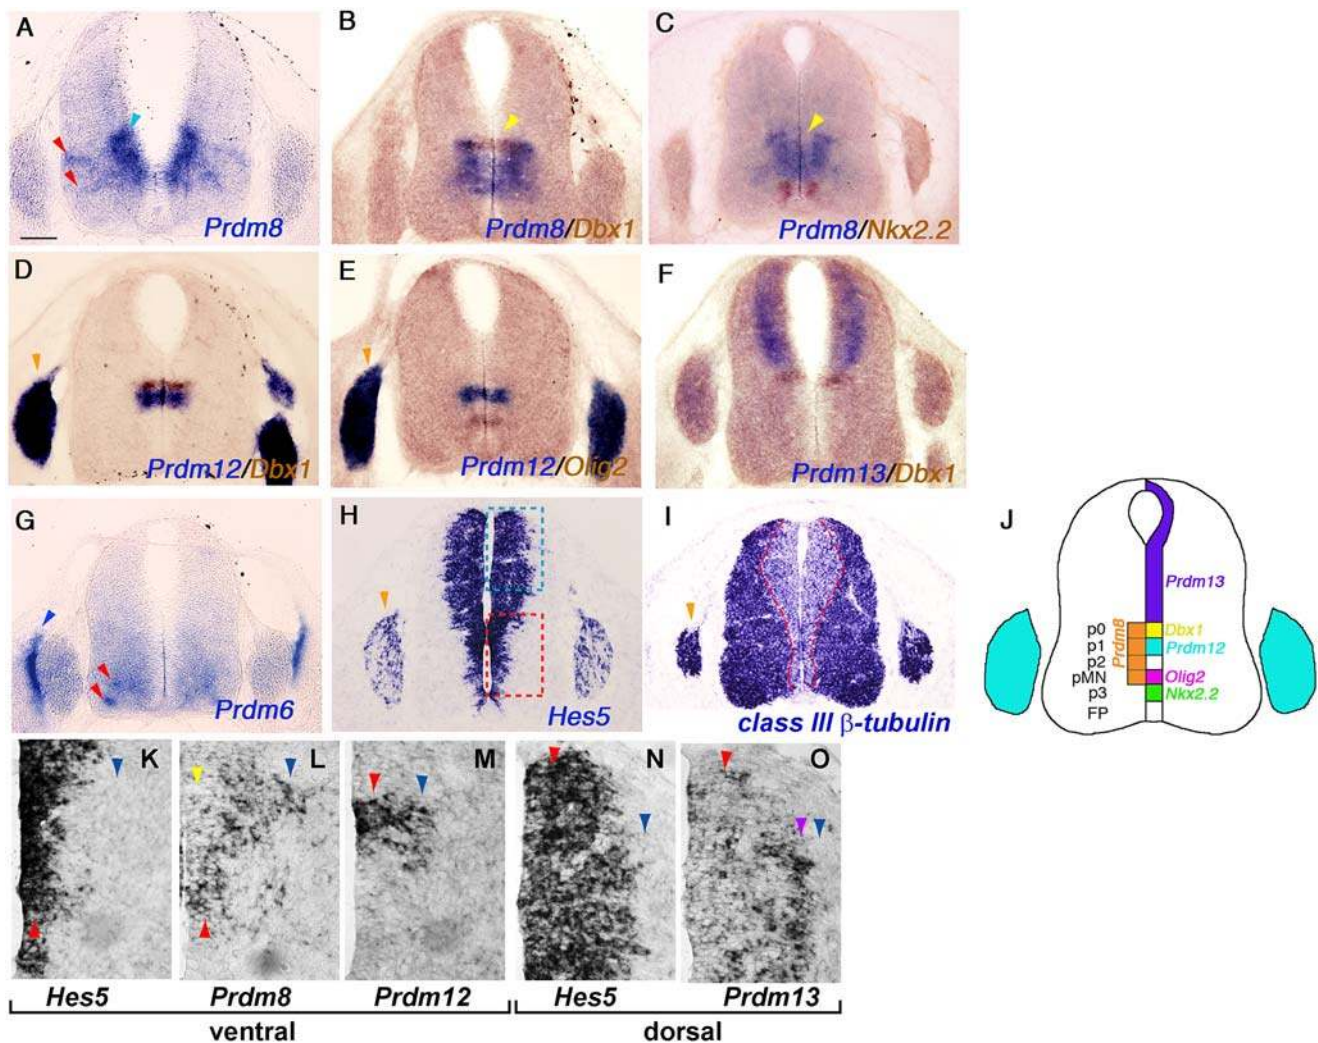 A
Prdm8
B
Prdm8/Dbx1
C
Prdm8/Nkx2.2
D
Prdm12/Dbx1
E
Prdm12/Olig2
F
Prdm13/Dbx1
G
Prdm6
H
Hes5
I
class III β-tubulin
J
Prdm13
p0
p1
p2
pMN
p3
FP
Prdm8
Dbx1
Prdm12
Olig2
Nkx2.2
K
L
M
N
O
Hes5
Prdm8
Prdm12
Hes5
Prdm13
ventral
dorsal